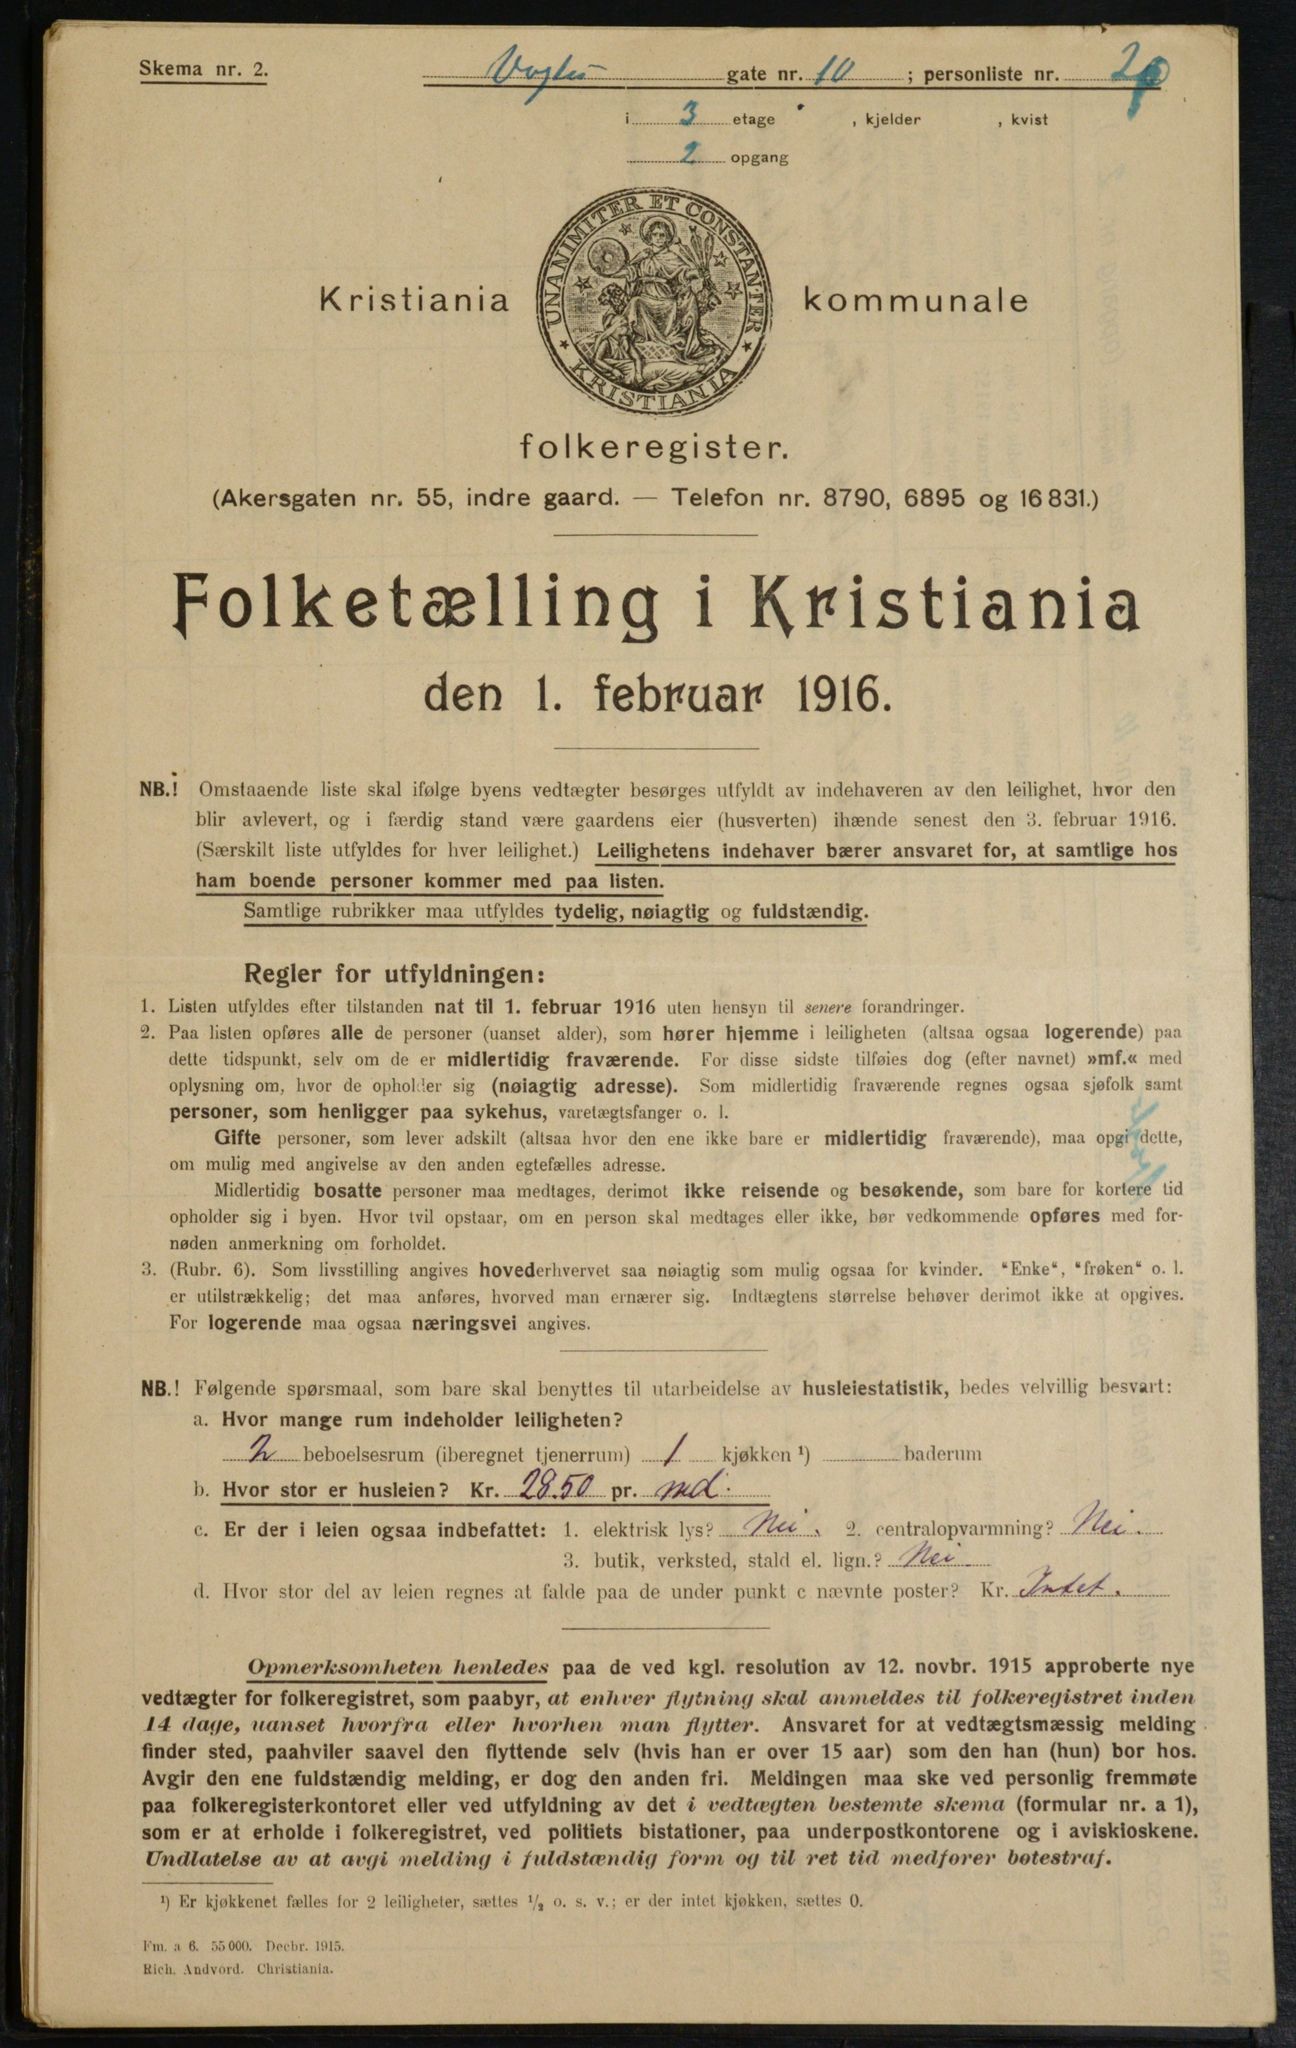 Skema nr. 2.
Vogts gate nr. 10 ; personliste nr.
i 3 etage , kjelder , kvist
2 opgang
UNANIMITER ET CONSTANTER
KRISTIANIA
Kristiania kommunale
folkeregister.
(Akersgaten nr. 55, indre gaard. — Telefon nr. 8790, 6895 og 16 831.)
Folketælling i Kristiania
den 1. februar 1916.
NB.! Omstaaende liste skal ifølge byens vedtægter besørges utfyldt av indehaveren av den leilighet, hvor den
blir avlevert, og i færdig stand være gaardens eier (husverten) ihænde senest den 3. februar 1916.
(Særskilt liste utfyldes for hver leilighet.) Leilighetens indehaver bærer ansvaret for, at samtlige hos
ham boende personer kommer med paa listen.
Samtlige rubrikker maa utfyldes tydelig, nøiagtig og fuldstændig.
Regler for utfyldningen:
1. Listen utfyldes efter tilstanden nat til 1. februar 1916 uten hensyn til senere forandringer.
2. Paa listen opføres alle de personer (uanset alder), som hører hjemme i leiligheten (altsaa ogsaa logerende) paa
dette tidspunkt, selv om de er midlertidig fraværende. For disse sidste tilføies dog (efter navnet) »mf.« med
oplysning om, hvor de opholder sig (nøiagtig adresse). Som midlertidig fraværende regnes ogsaa sjøfolk samt
personer, som henligger paa sykehus, varetægtsfanger o. l.
Gifte personer, som lever adskilt (altsaa hvor den ene ikke bare er midlertidig fraværende), maa opgi dette,
om mulig med angivelse av den anden egtefælles adresse.
Midlertidig bosatte personer maa medtages, derimot ikke reisende og besøkende, som bare for kortere tid
opholder sig i byen. Hvor tvil opstaar, om en person skal medtages eller ikke, bør vedkommende opføres med for-
nøden anmerkning om forholdet.
3. (Rubr. 6). Som livsstilling angives hovederhvervet saa nøiagtig som mulig ogsaa for kvinder. "Enke", "frøken" o. l.
er utilstrækkelig; det maa anføres, hvorved man ernærer sig. Indtægtens størrelse behøver derimot ikke at opgives.
For logerende maa ogsaa næringsvei angives.
NB.! Følgende spørsmaal, som bare skal benyttes til utarbeidelse av husleiestatistik, bedes velvillig besvart:
a. Hvor mange rum indeholder leiligheten?
2 beboelsesrum (iberegnet tjenerrum) 1 kjøkken ¹) baderum
b. Hvor stor er husleien? Kr. 28.50 pr. md.
c. Er der i leien ogsaa indbefattet: 1. elektrisk lys? Nei. 2. centralopvarmning? Nei.
3. butik, verksted, stald el. lign.? Nei
d. Hvor stor del av leien regnes at falde paa de under punkt c nævnte poster? Kr. Intet.
Opmerksomheten henledes paa de ved kgl. resolution av 12. novbr. 1915 approberte nye
vedtægter for folkeregistret, som paabyr, at enhver flytning skal anmeldes til folkeregistret inden
14 dage, uanset hvorfra eller hvorhen man flytter. Ansvaret for at vedtægtsmæssig melding
finder sted, paahviler saavel den flyttende selv (hvis han er over 15 aar) som den han (hun) bor hos.
Avgir den ene fuldstændig melding, er dog den anden fri. Meldingen maa ske ved personlig fremmøte
paa folkeregisterkontoret eller ved utfyldning av det i vedtægten bestemte skema (formular nr. a 1),
som er at erholde i folkeregistret, ved politiets bistationer, paa underpostkontorene og i aviskioskene.
Undlatelse av at avgi melding i fuldstændig form og til ret tid medfører bøtestraf.
¹) Er kjøkkenet fælles for 2 leiligheter, sættes ½ o. s. v.; er der intet kjøkken, sættes 0.
Fm. a 6. 55 000. Decbr. 1915.
Rich. Andvord. Christiania.